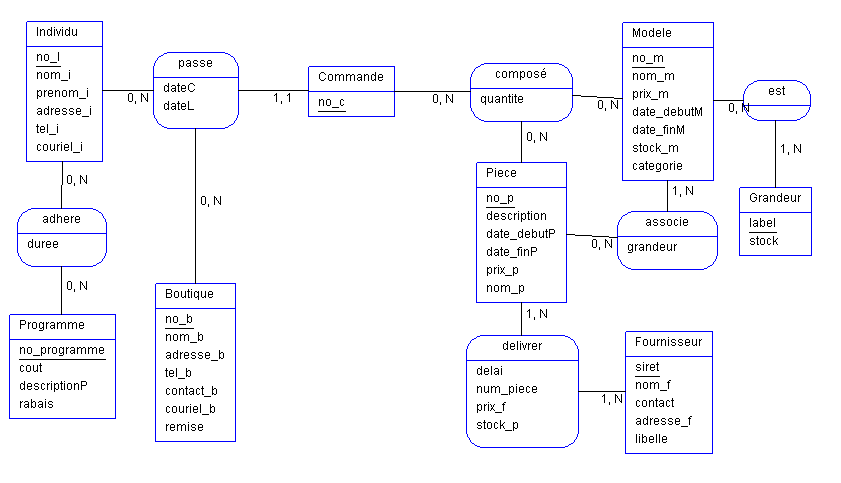 Individu
no_I
nom_i
prenom_i
adresse_i
tel_i
couriel_i
0, N
passe
dateC
dateL
1, 1
Commande
no_c
0, N
composé
quantite
0, N
Modele
no_m
nom_m
prix_m
date_debutM
date_finM
stock_m
categorie
0, N
est
1, N
Grandeur
label
stock
0, N
adhere
duree
0, N
Programme
no_programme
cout
descriptionP
rabais
0, N
Boutique
no_b
nom_b
adresse_b
tel_b
contact_b
couriel_b
remise
0, N
Piece
no_p
description
date_debutP
date_finP
prix_p
nom_p
0, N
1, N
associe
grandeur
1, N
delivrer
delai
num_piece
prix_f
stock_p
1, N
Fournisseur
siret
nom_f
contact
adresse_f
libelle